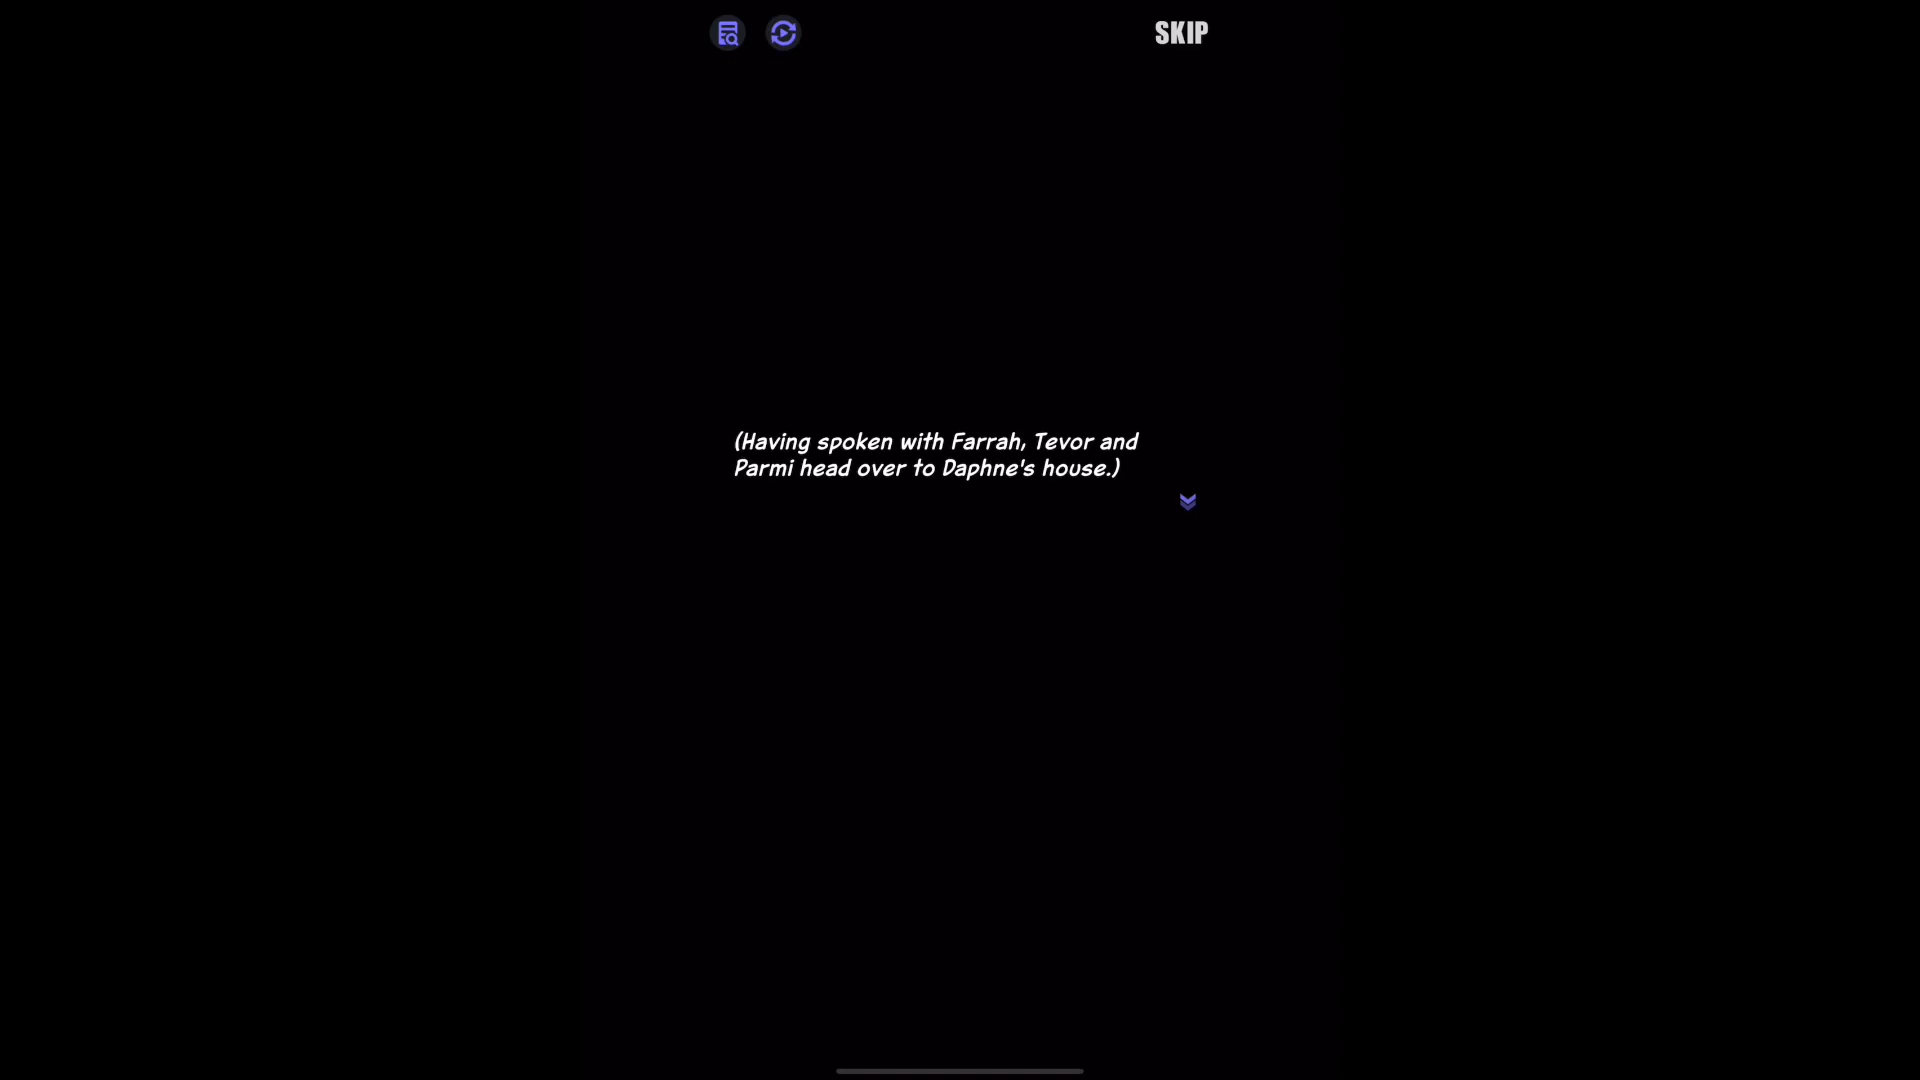 SKIP
(Having spoken with Farrah, Tevor and
Parmi head over to Daphne's house.)